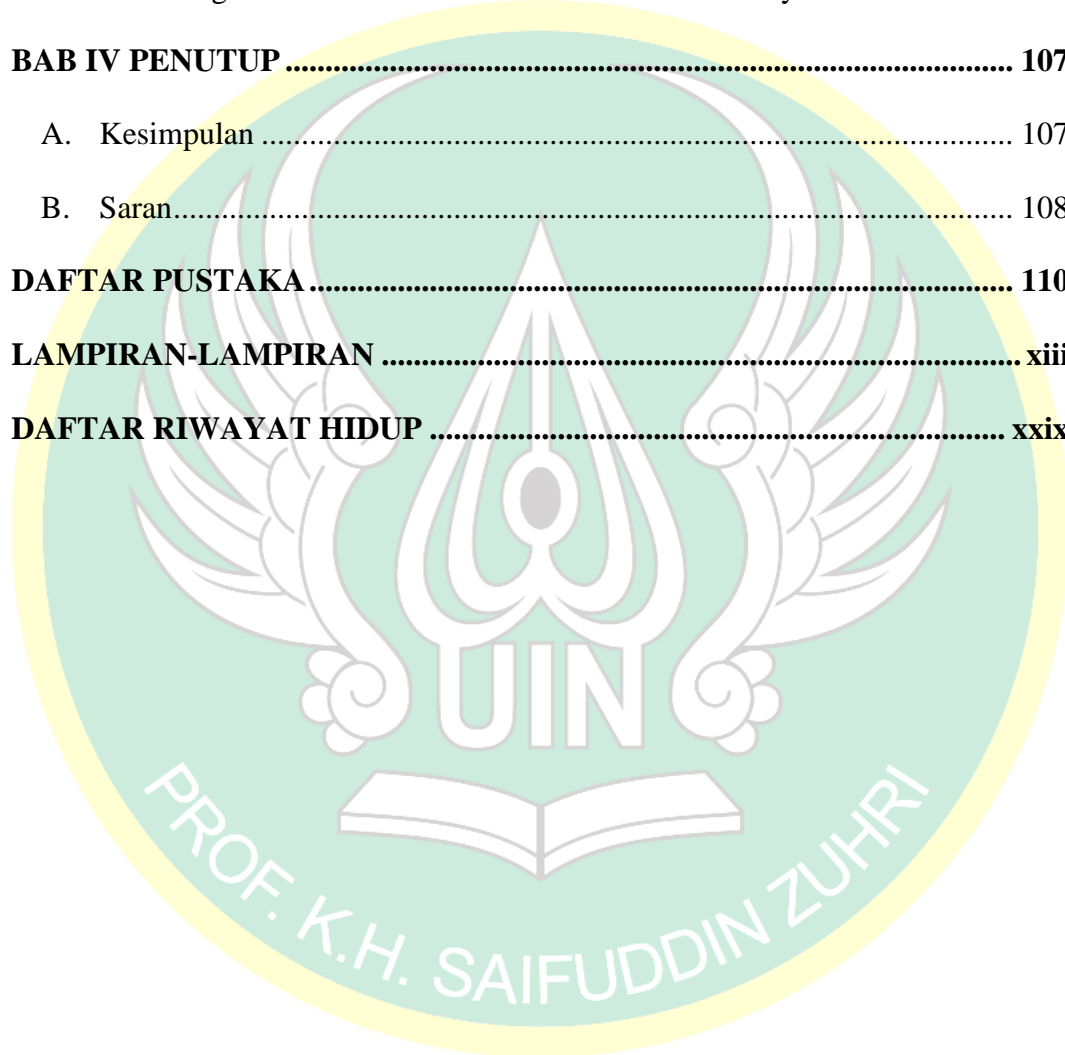 BAB IV PENUTUP ........................................................................................... 107
A. Kesimpulan .............................................................................................. 107
B. Saran......................................................................................................... 108
DAFTAR PUSTAKA ........................................................................................ 110
LAMPIRAN-LAMPIRAN ................................................................................ xiii
DAFTAR RIWAYAT HIDUP ........................................................................ xxix
UIN
PROF. K.H. SAIFUDDIN ZUHRI